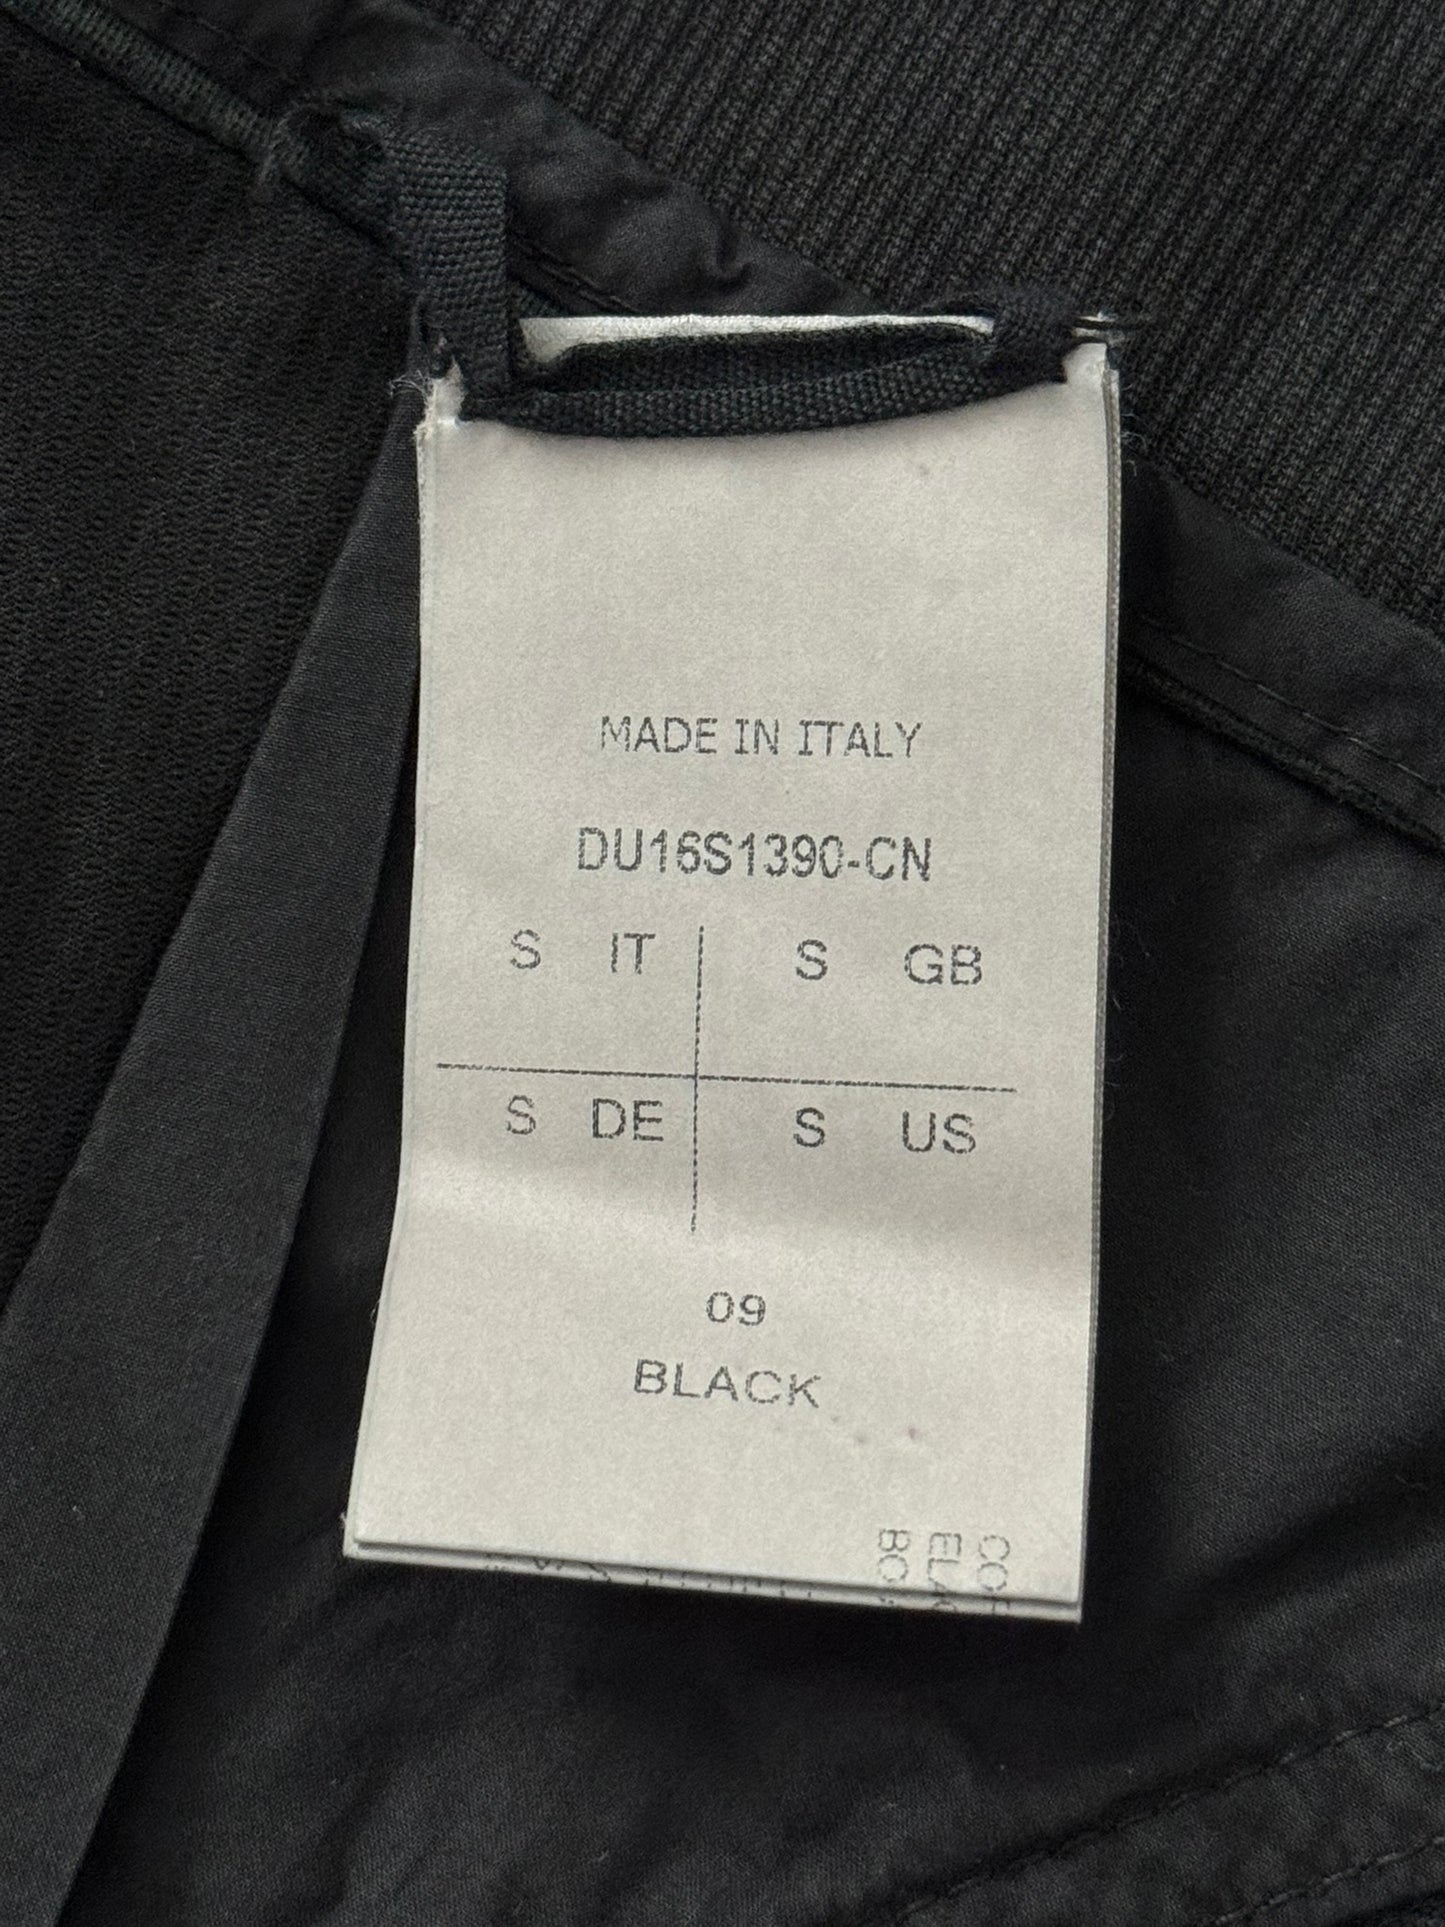 MADE IN ITALY
DU16S1390-CN
S IT S GB
S DE S US
09
BLACK